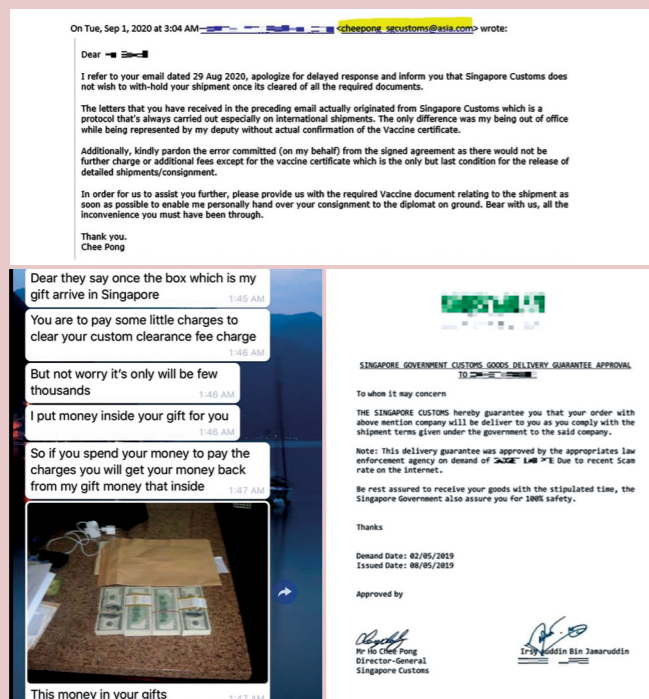 On Tue, Sep 1, 2020 at 3:04 AM <cheepong_sgcustoms@asia.com> wrote:
Dear
I refer to your email dated 29 Aug 2020, apologize for delayed response and inform you that Singapore Customs does
not wish to with-hold your shipment once its cleared of all the required documents.
The letters that you have received in the preceding email actually originated from Singapore Customs which is a
protocol that's always carried out especially on international shipments. The only difference was my being out of office
while being represented by my deputy without actual confirmation of the Vaccine certificate.
Additionally, kindly pardon the error committed (on my behalf) from the signed agreement as there would not be
further charge or additional fees except for the vaccine certificate which is the only but last condition for the release of
detailed shipments/consignment.
In order for us to assist you further, please provide us with the required Vaccine document relating to the shipment as
soon as possible to enable me personally hand over your consignment to the diplomat on ground. Bear with us, all the
inconvenience you must have been through.
Thank you.
Chee Pong
Dear they say once the box which is my
gift arrive in Singapore
1:45 AM
You are to pay some little charges to
clear your custom clearance fee charge
1:46 AM
But not worry it's only will be few
thousands
1:46 AM
I put money inside your gift for you
1:46 AM
So if you spend your money to pay the
charges you will get your money back
from my gift money that inside
1:47 AM
This money in your gifts
1:47 AM
SINGAPORE GOVERNMENT CUSTOMS GOODS DELIVERY GUARANTEE APPROVAL
TO
To whom it may concern
THE SINGAPORE CUSTOMS hereby guarantee you that your order with
above mention company will be deliver to you as you comply with the
shipment terms given under the government to the said company.
Note: This delivery guarantee was approved by the appropriates law
enforcement agency on demand of Due to recent Scam
rate on the internet.
Be rest assured to receive your goods with the stipulated time, the
Singapore Government also assure you for 100% safety.
Thanks
Demand Date: 02/05/2019
Issued Date: 08/05/2019
Approved by
Mr Ho Chee Pong
Director-General
Singapore Customs
Bin Jamaruddin